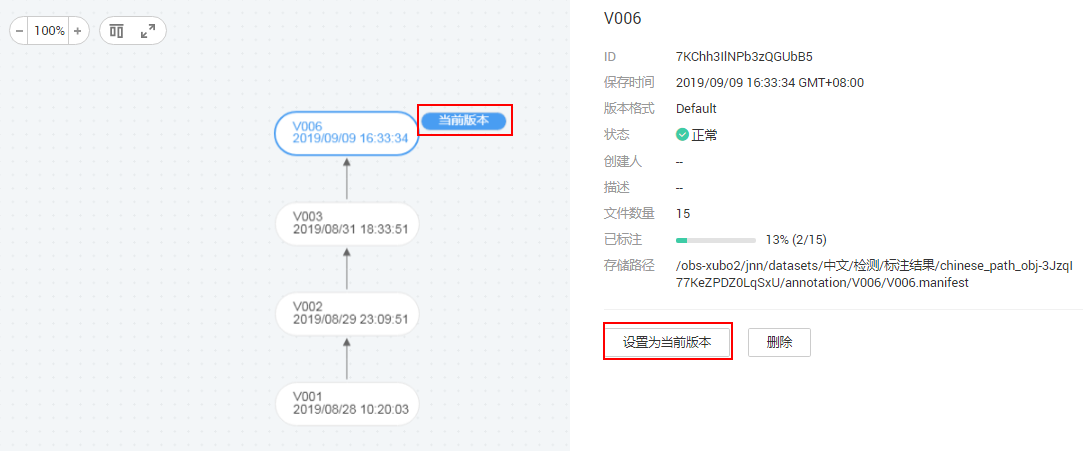 100%
V006
2019/09/09 16:33:34
当前版本
V003
2019/08/31 18:33:51
V002
2019/08/29 23:09:51
V001
2019/08/28 10:20:03
V006
ID 7KChh3IlNPb3zQGUbB5
保存时间 2019/09/09 16:33:34 GMT+08:00
版本格式 Default
状态 正常
创建人 --
描述 --
文件数量 15
已标注 13% (2/15)
存储路径 /obs-xubo2/jnn/datasets/中文/检测/标注结果/chinese_path_obj-3JzqI
77KeZPDZ0LqSxU/annotation/V006/V006.manifest
设置为当前版本 删除